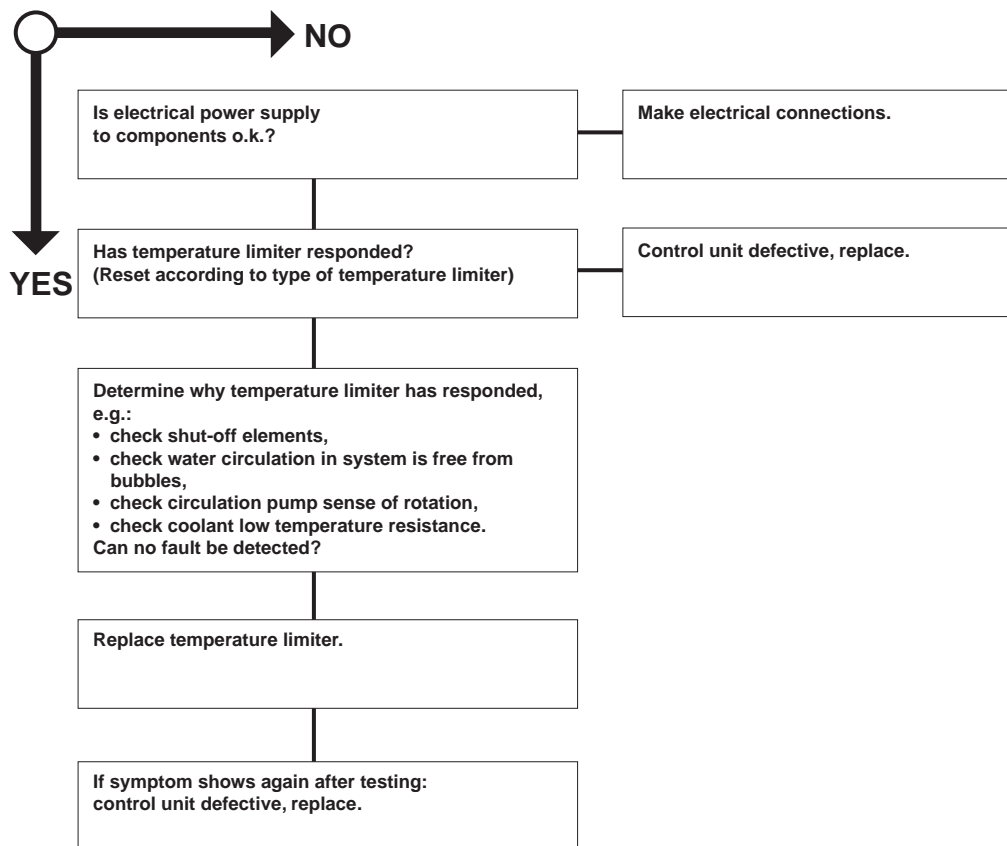 NO
YES
Is electrical power supply
to components o.k.?
Make electrical connections.
Has temperature limiter responded?
(Reset according to type of temperature limiter)
Control unit defective, replace.
Determine why temperature limiter has responded,
e.g.:
• check shut-off elements,
• check water circulation in system is free from
bubbles,
• check circulation pump sense of rotation,
• check coolant low temperature resistance.
Can no fault be detected?
Replace temperature limiter.
If symptom shows again after testing:
control unit defective, replace.